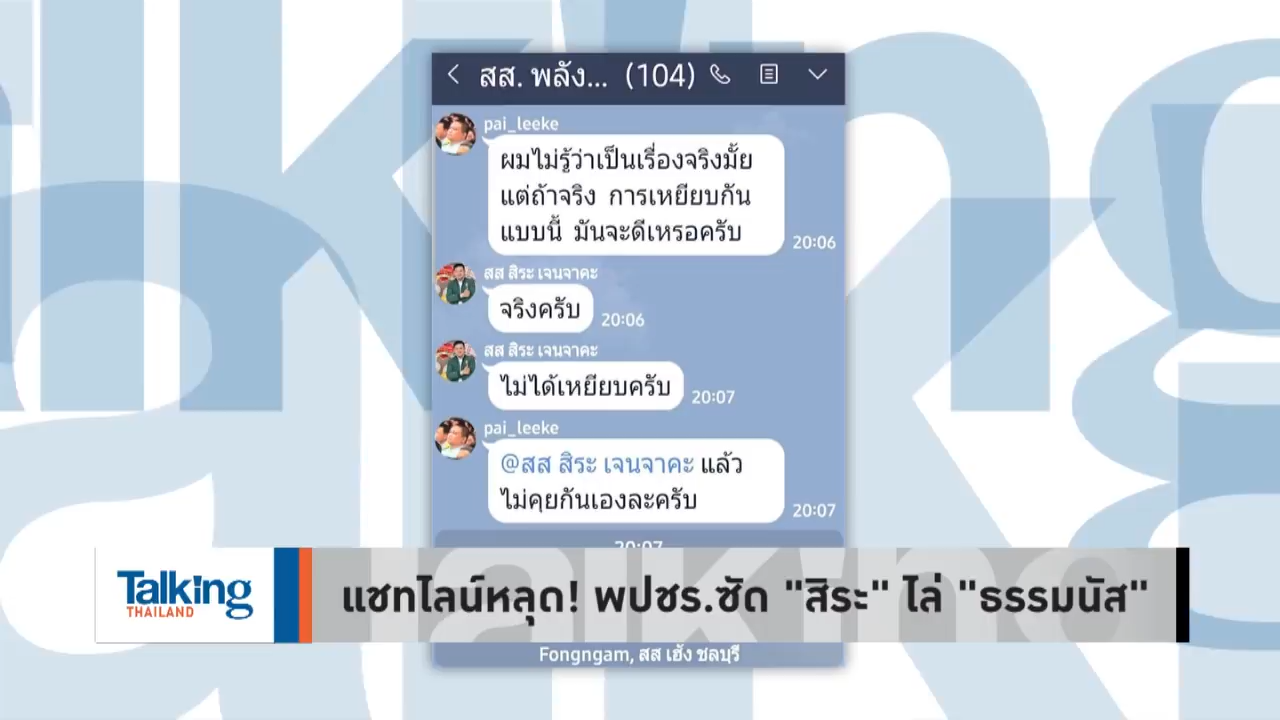 สส. พลัง... (104)
pai_leeke
ผมไม่รู้ว่าเป็นเรื่องจริงมั้ย
แต่ถ้าจริง การเหยียบกัน
แบบนี้ มันจะดีเหรอครับ
20:06
สส สิระ เจนจาคะ
จริงครับ
20:06
สส สิระ เจนจาคะ
ไม่ได้เหยียบครับ
20:07
pai_leeke
@สส สิระ เจนจาคะ แล้ว
ไม่คุยกันเองละครับ
20:07
20:07
Talking
THAILAND
แชทไลน์หลุด! พปชร.ซัด "สิระ" ไล่ "ธรรมนัส"
Fongngam, สส เฮ้ง ชลบุรี